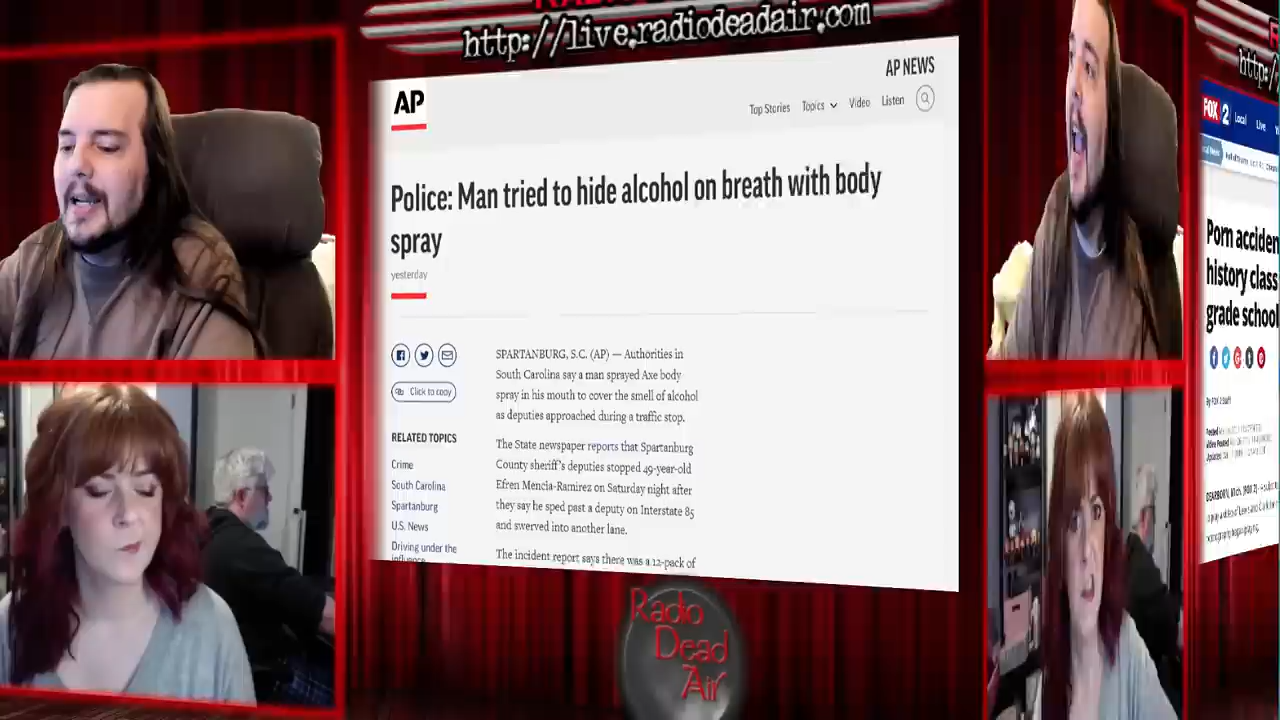 http://live.radiodeadair.com
AP
AP NEWS
Top Stories Topics Video Listen
Police: Man tried to hide alcohol on breath with body
spray
yesterday
Click to copy
RELATED TOPICS
Crime
South Carolina
Spartanburg
U.S. News
Driving under the
influence
SPARTANBURG, S.C. (AP) — Authorities in
South Carolina say a man sprayed Axe body
spray in his mouth to cover the smell of alcohol
as deputies approached during a traffic stop.
The State newspaper reports that Spartanburg
County sheriff's deputies stopped 49-year-old
Efren Mencia-Ramirez on Saturday night after
they say he sped past a deputy on Interstate 85
and swerved into another lane.
The incident report says there was a 12-pack of
Radio
Dead
Air
http://
FOX 2 Local Live
Porn acciden
history class
grade school